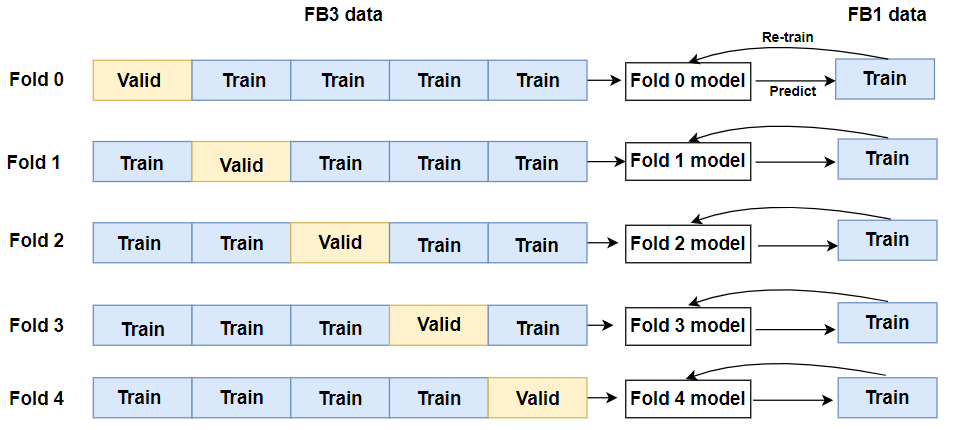 FB3 data FB1 data
Re-train
Fold 0 Valid Train Train Train Train Fold 0 model Train
Predict
Fold 1 Train Valid Train Train Train Fold 1 model Train
Fold 2 Train Train Valid Train Train Fold 2 model Train
Fold 3 Train Train Train Valid Train Fold 3 model Train
Fold 4 Train Train Train Train Valid Fold 4 model Train